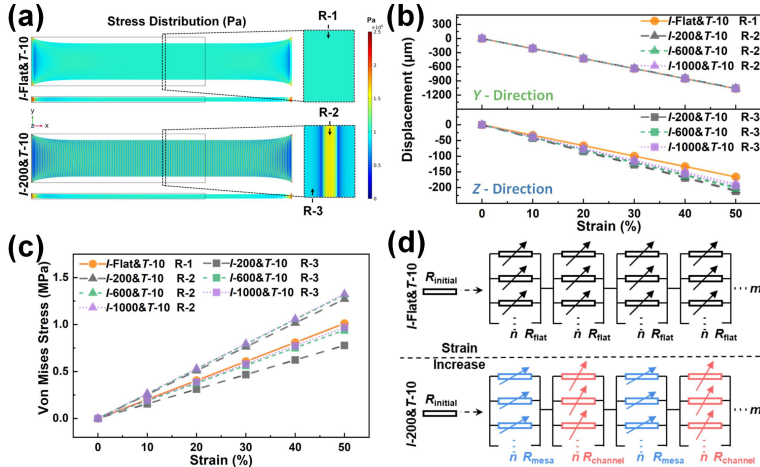 (a)
Stress Distribution (Pa)
R-1
Pa
×10⁶
2.5
2
1.5
1
0.5
0
I-Flat&T-10
y
z x
R-2
I-200&T-10
R-3
(b)
Displacement (μm)
300
0
-300
-600
-900
-1200
I-Flat&T-10 R-1
I-200&T-10 R-2
I-600&T-10 R-2
I-1000&T-10 R-2
Y - Direction
0
-50
-100
-150
-200
I-200&T-10 R-3
I-600&T-10 R-3
I-1000&T-10 R-3
Z - Direction
0 10 20 30 40 50
Strain (%)
(c)
Von Mises Stress (MPa)
1.5
1.0
0.5
0.0
I-Flat&T-10 R-1 I-200&T-10 R-3
I-200&T-10 R-2 I-600&T-10 R-3
I-600&T-10 R-2 I-1000&T-10 R-3
I-1000&T-10 R-2
0 10 20 30 40 50
Strain (%)
(d)
I-Flat&T-10
Rinitial
··· m
n Rflat n Rflat n Rflat n Rflat
Strain
Increase
I-200&T-10
Rinitial
··· m
n Rmesa n Rchannel n Rmesa n Rchannel